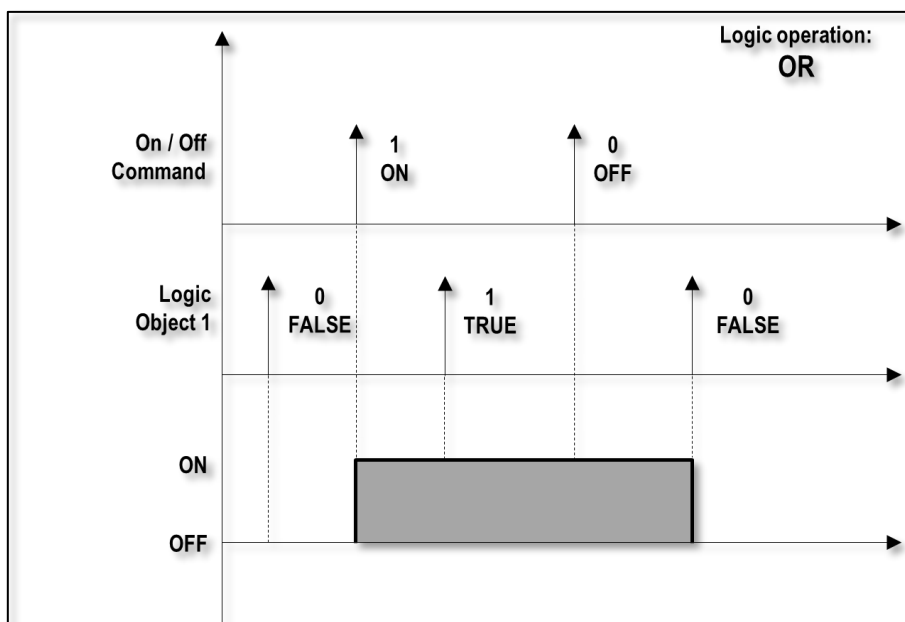 Logic operation:
OR
On / Off
Command
1
ON
0
OFF
Logic
Object 1
0
FALSE
1
TRUE
0
FALSE
ON
OFF